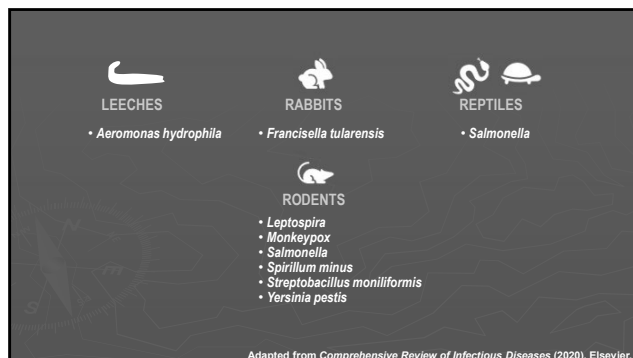 LEECHES
• Aeromonas hydrophila
RABBITS
• Francisella tularensis
REPTILES
• Salmonella
RODENTS
• Leptospira
• Monkeypox
• Salmonella
• Spirillum minus
• Streptobacillus moniliformis
• Yersinia pestis
Adapted from Comprehensive Review of Infectious Diseases (2020), Elsevier.